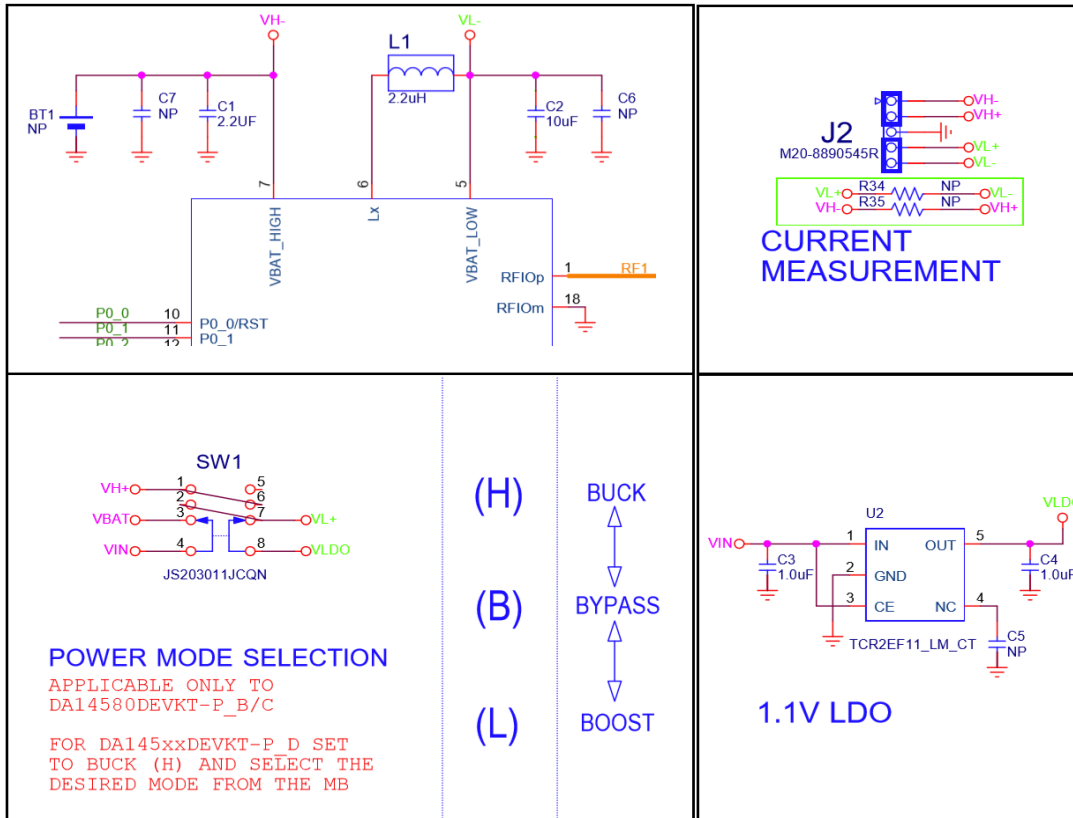 VH-
VL-
L1
2.2uH
BT1
NP
C7
NP
C1
2.2UF
C2
10uF
C6
NP
7
6
5
VBAT_HIGH
Lx
VBAT_LOW
RFIOp
1
RF1
RFIOm
18
P0_0
10
P0_0/RST
P0_1
11
P0_1
P0_2
12
VH-
VH+
J2
M20-8890545R
VL+
VL-
VL+
R34
NP
VL-
VH-
R35
NP
VH+
CURRENT
MEASUREMENT
SW1
VH+
1
5
2
6
VBAT
3
7
VL+
VIN
4
8
VLDO
JS203011JCQN
(H)
BUCK
(B)
BYPASS
(L)
BOOST
POWER MODE SELECTION
APPLICABLE ONLY TO
DA14580DEVKT-P_B/C
FOR DA145xxDEVKT-P_D SET
TO BUCK (H) AND SELECT THE
DESIRED MODE FROM THE MB
VLDO
U2
VIN
1
IN
OUT
5
C3
1.0uF
2
GND
C4
1.0uF
3
CE
NC
4
TCR2EF11_LM_CT
C5
NP
1.1V LDO